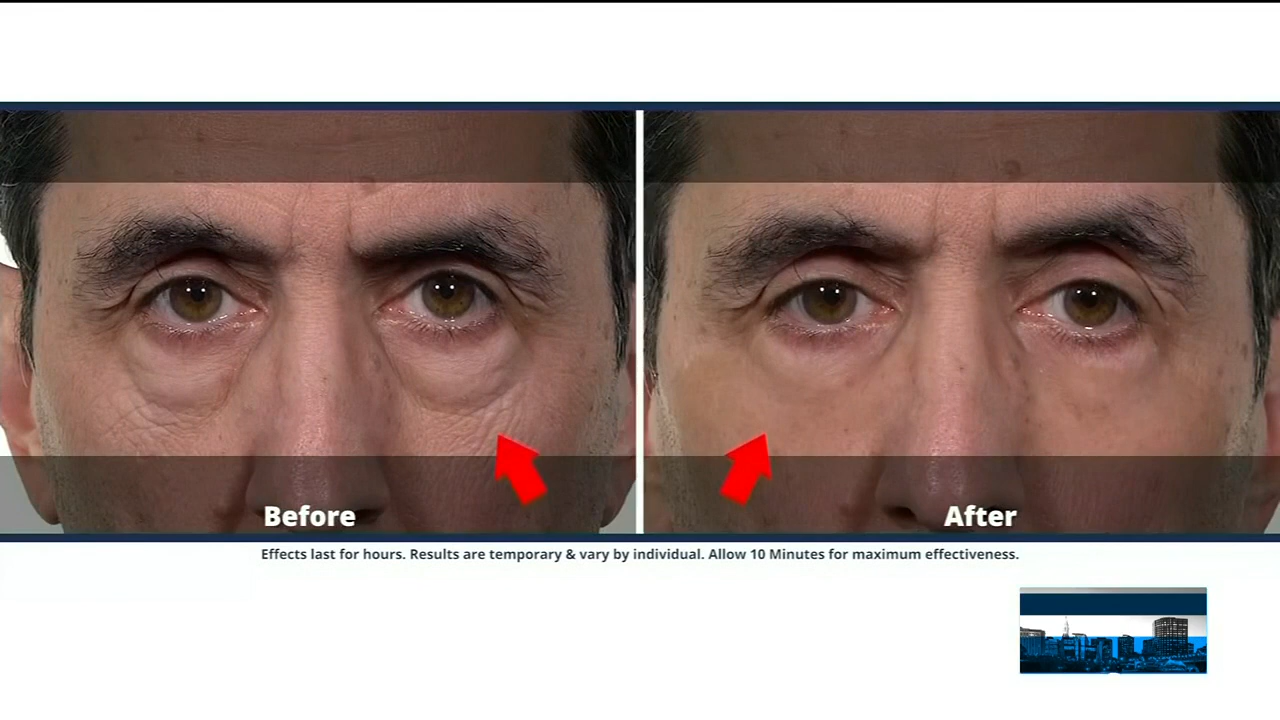 Before
After
Effects last for hours. Results are temporary & vary by individual. Allow 10 Minutes for maximum effectiveness.